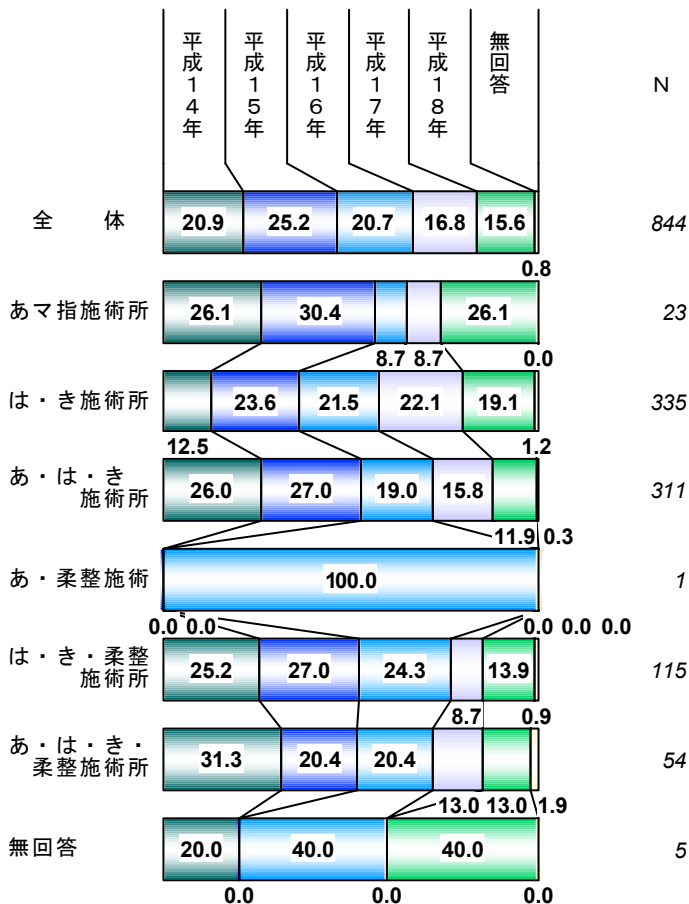 平成14年
平成15年
平成16年
平成17年
平成18年
無回答
N
全 体
20.9 25.2 20.7 16.8 15.6
844
0.8
あマ指施術所
26.1 30.4 26.1
23
8.7 8.7 0.0
は・き施術所
23.6 21.5 22.1 19.1
335
12.5 1.2
あ・は・き
施術所
26.0 27.0 19.0 15.8
311
11.9 0.3
あ・柔整施術
100.0
1
0.0 0.0 0.0 0.0 0.0
は・き・柔整
施術所
25.2 27.0 24.3 13.9
115
8.7 0.9
あ・は・き・
柔整施術所
31.3 20.4 20.4
54
13.0 13.0 1.9
無回答
20.0 40.0 40.0
5
0.0 0.0 0.0